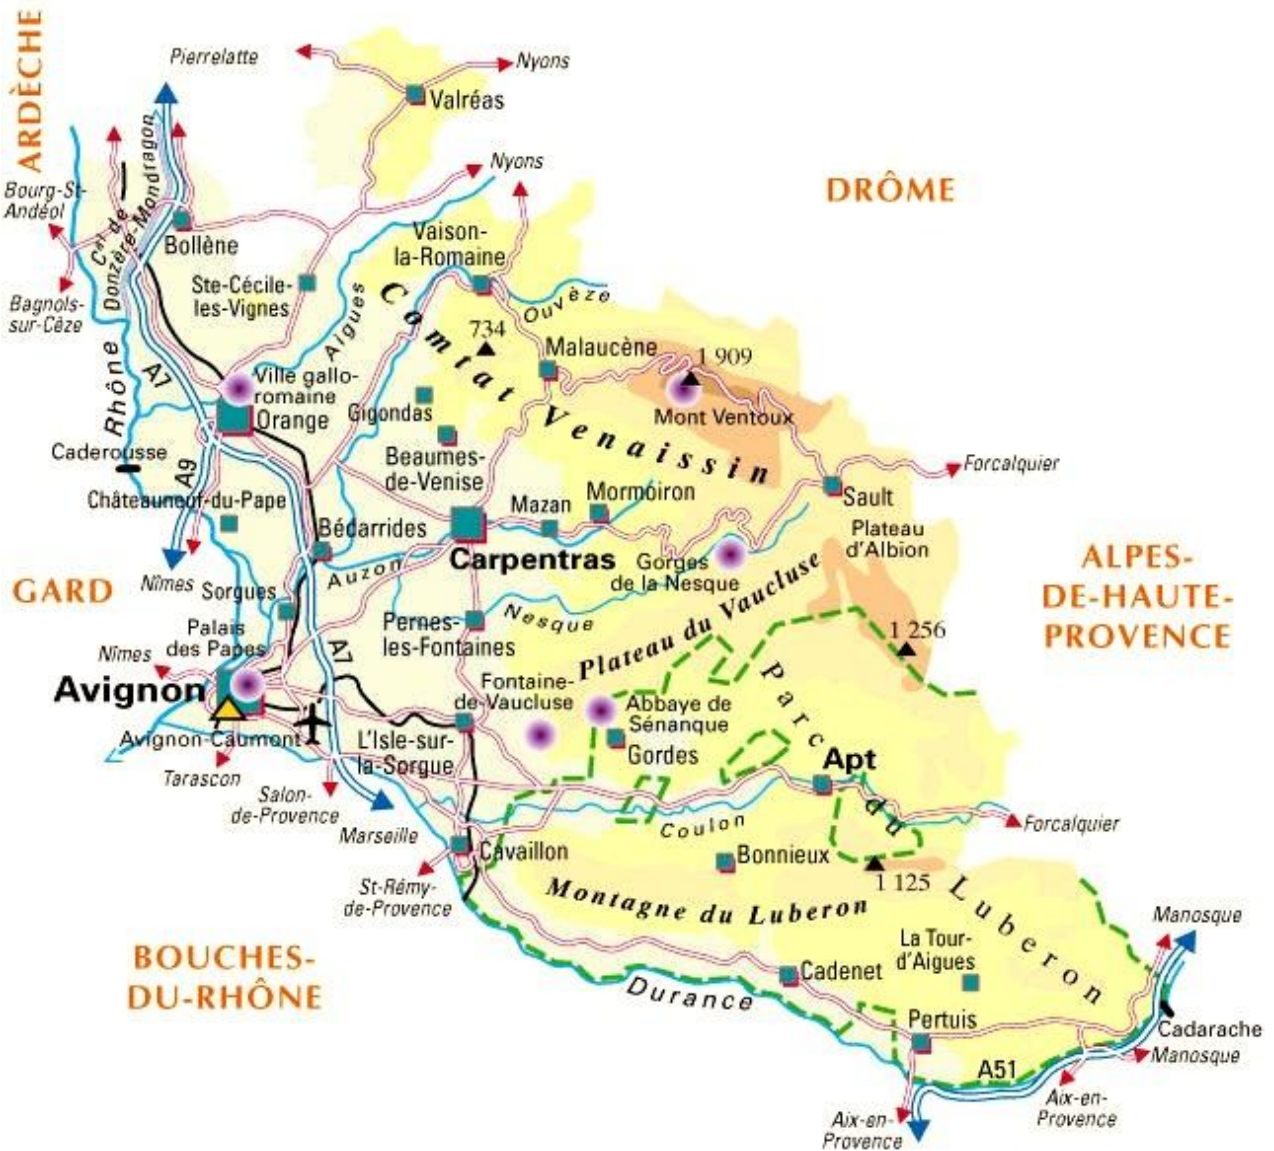 ARDÈCHE
Pierrelatte
Nyons
Valréas
Nyons
Bourg-St-
Andéol
Cal de
Donzère-Mondragon
Bollène
DRÔME
Vaison-
la-Romaine
Ste-Cécile-
les-Vignes
Bagnols-
sur-Cèze
Aigues
Ouvèze
Comtat Venaissin
734
Malaucène
1 909
Mont Ventoux
Rhône
A7
Ville gallo-
romaine
Orange
Gigondas
Beaumes-
de-Venise
Caderousse
A9
Châteauneuf-du-Pape
Forcalquier
Sault
Mazan
Mormoiron
Bédarrides
Carpentras
Plateau
d'Albion
Gorges
de la Nesque
ALPES-
DE-HAUTE-
PROVENCE
GARD
Nîmes
Sorgues
Auzon
Nesque
Pernes-
les-Fontaines
Plateau du Vaucluse
1 256
Palais
des Papes
Nîmes
A7
Avignon
Fontaine-
de-Vaucluse
Abbaye de
Sénanque
Gordes
Parc du Luberon
Avignon-Caumont
L'Isle-sur-
la-Sorgue
Apt
Tarascon
Salon-
de-Provence
Marseille
Coulon
Forcalquier
Cavaillon
Bonnieux
1 125
St-Rémy-
de-Provence
Montagne du Luberon
Manosque
La Tour-
d'Aigues
BOUCHES-
DU-RHÔNE
Cadenet
Durance
Pertuis
Cadarache
Manosque
A51
Aix-en-
Provence
Aix-en-
Provence